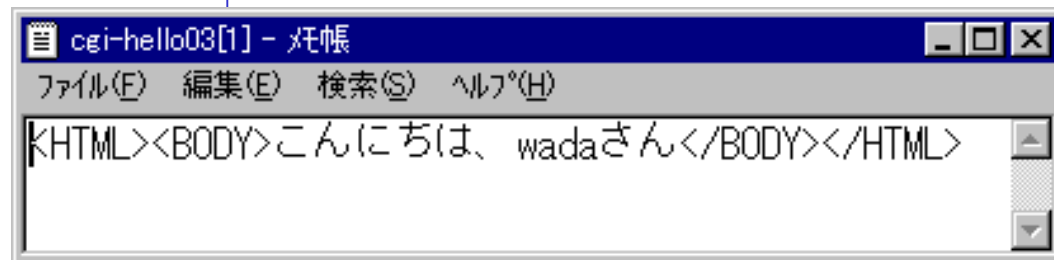 cgi-hello03[1] - ﾒﾓ帳
ﾌｧｲﾙ(F) 編集(E) 検索(S) ﾍﾙﾌﾟ(H)
<HTML><BODY>こんにちは、wadaさん</BODY></HTML>